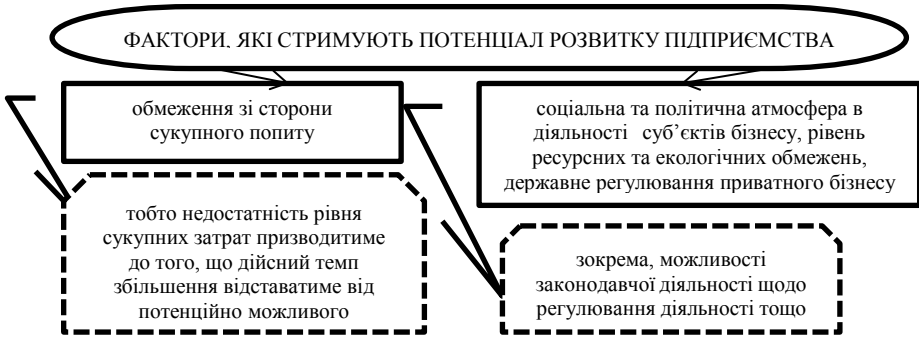 ФАКТОРИ, ЯКІ СТРИМУЮТЬ ПОТЕНЦІАЛ РОЗВИТКУ ПІДПРИЄМСТВА
обмеження зі сторони
сукупного попиту
соціальна та політична атмосфера в
діяльності суб’єктів бізнесу, рівень
ресурсних та екологічних обмежень,
державне регулювання приватного бізнесу
тобто недостатність рівня
сукупних затрат призводитиме
до того, що дійсний темп
збільшення відставатиме від
потенційно можливого
зокрема, можливості
законодавчої діяльності щодо
регулювання діяльності тощо